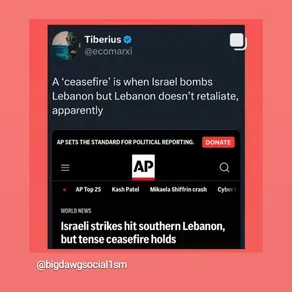 Tiberius
@ecomarxi
A ‘ceasefire’ is when Israel bombs
Lebanon but Lebanon doesn’t retaliate,
apparently
AP SETS THE STANDARD FOR POLITICAL REPORTING.
DONATE
AP
AP Top 25
Kash Patel
Mikaela Shiffrin crash
Cyber
WORLD NEWS
Israeli strikes hit southern Lebanon,
but tense ceasefire holds
@bigdawgsocial1sm